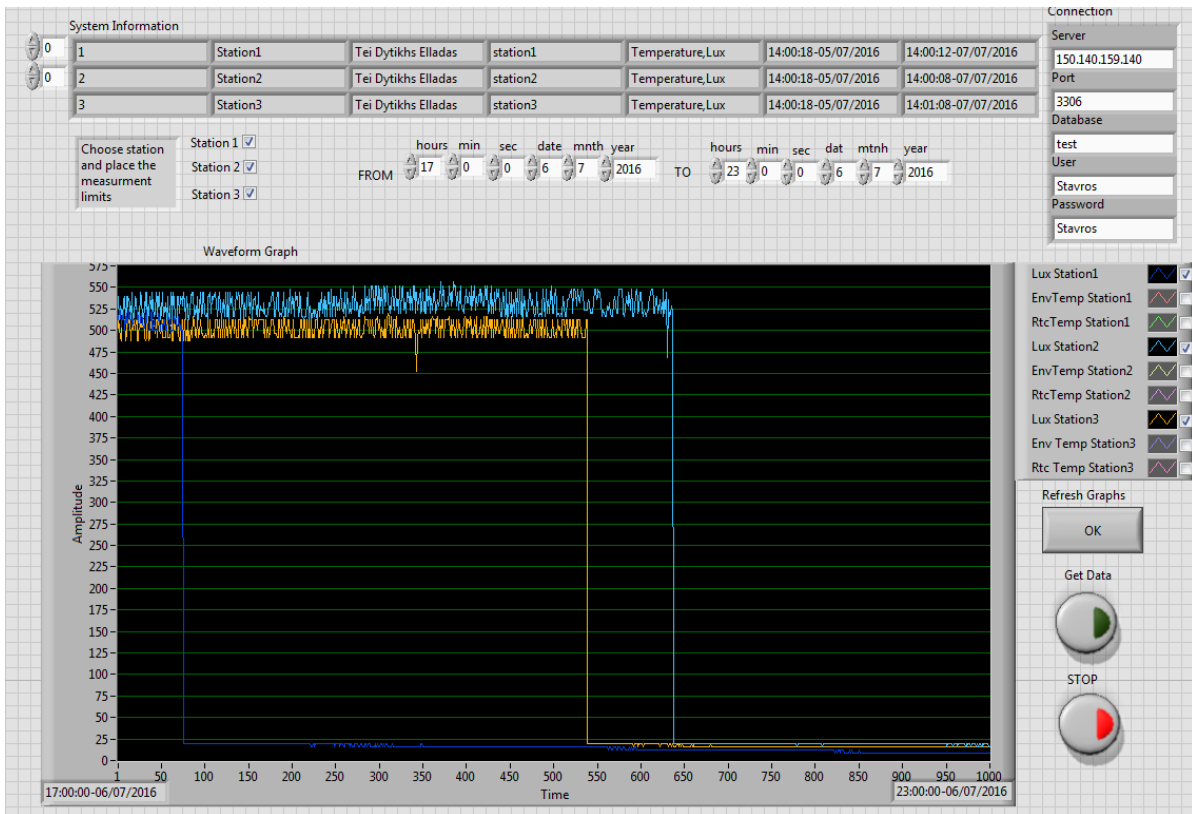 System Information
0
0
1 Station1 Tei Dytikhs Elladas station1 Temperature,Lux 14:00:18-05/07/2016 14:00:12-07/07/2016
2 Station2 Tei Dytikhs Elladas station2 Temperature,Lux 14:00:18-05/07/2016 14:00:08-07/07/2016
3 Station3 Tei Dytikhs Elladas station3 Temperature,Lux 14:00:18-05/07/2016 14:01:08-07/07/2016
Connection
Server
150.140.159.140
Port
3306
Database
test
User
Stavros
Password
Stavros
Choose station
and place the
measurment
limits
Station 1
Station 2
Station 3
hours min sec date mnth year
FROM 17 0 0 6 7 2016
hours min sec dat mtnh year
TO 23 0 0 6 7 2016
Waveform Graph
575
550
525
500
475
450
425
400
375
350
325
300
275
250
225
200
175
150
125
100
75
50
25
0
Amplitude
1 50 100 150 200 250 300 350 400 450 500 550 600 650 700 750 800 850 900 950 1000
17:00:00-06/07/2016
Time
23:00:00-06/07/2016
Lux Station1
EnvTemp Station1
RtcTemp Station1
Lux Station2
EnvTemp Station2
RtcTemp Station2
Lux Station3
Env Temp Station3
Rtc Temp Station3
Refresh Graphs
OK
Get Data
STOP